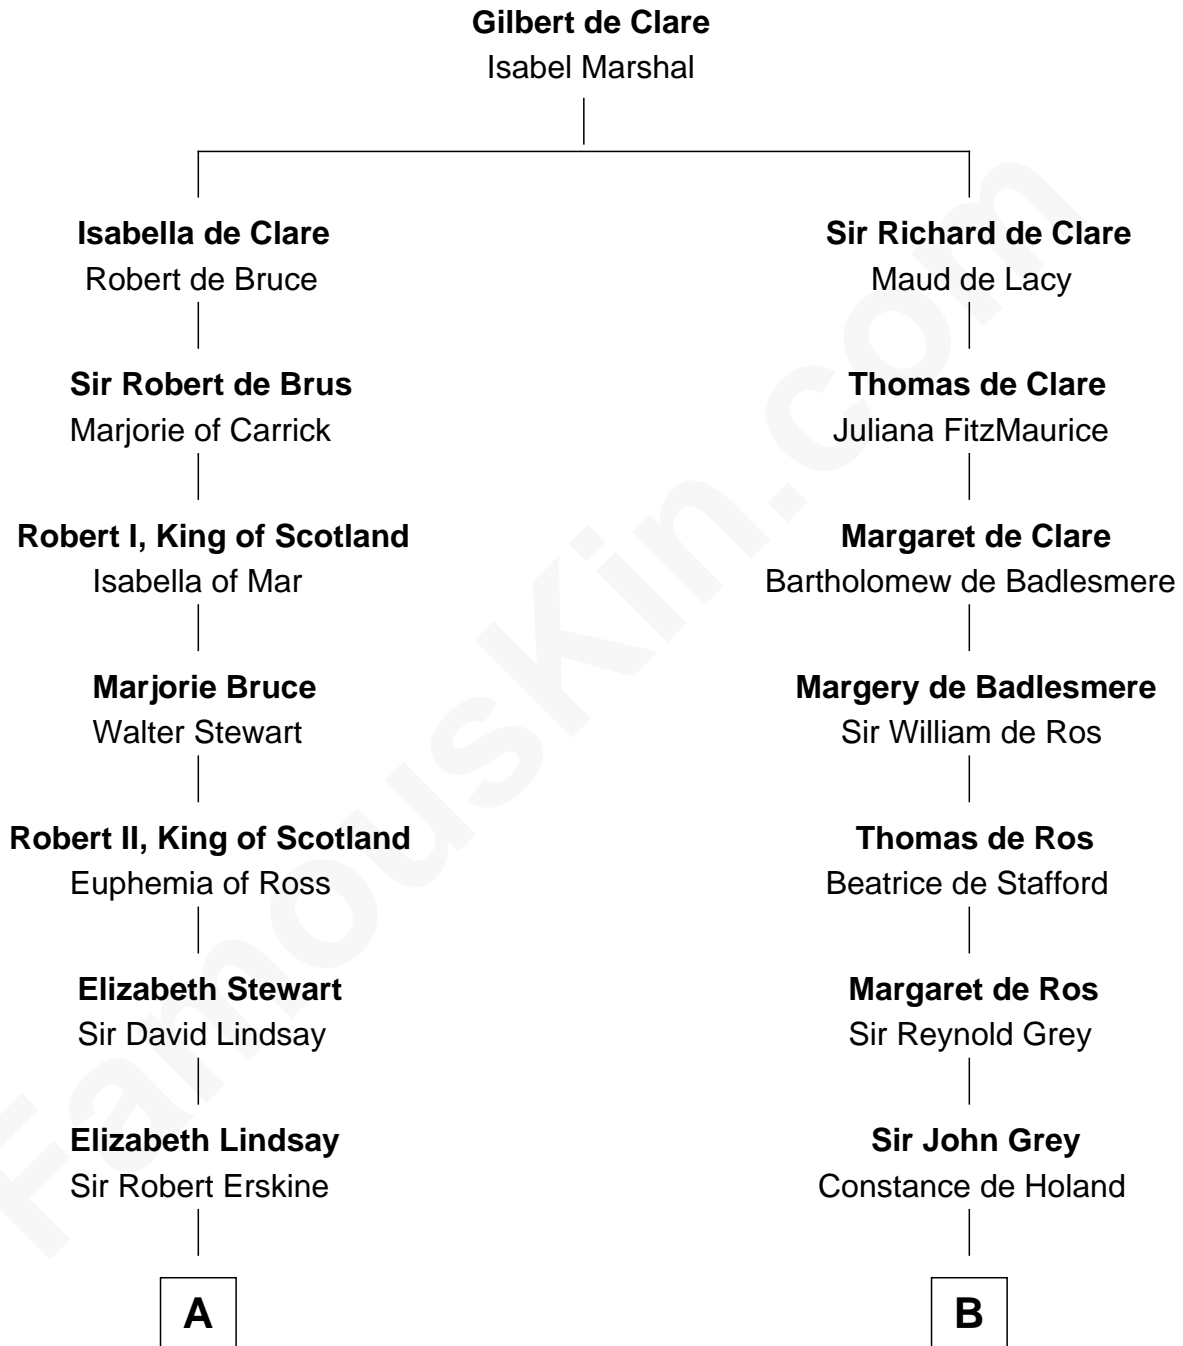 Gilbert de Clare
Isabel Marshal
Isabella de Clare
Robert de Bruce
Sir Richard de Clare
Maud de Lacy
Sir Robert de Brus
Marjorie of Carrick
Thomas de Clare
Juliana FitzMaurice
Robert I, King of Scotland
Isabella of Mar
Margaret de Clare
Bartholomew de Badlesmere
Marjorie Bruce
Walter Stewart
Margery de Badlesmere
Sir William de Ros
Robert II, King of Scotland
Euphemia of Ross
Thomas de Ros
Beatrice de Stafford
Elizabeth Stewart
Sir David Lindsay
Margaret de Ros
Sir Reynold Grey
Elizabeth Lindsay
Sir Robert Erskine
Sir John Grey
Constance de Holand
A
B
FamousKin.com